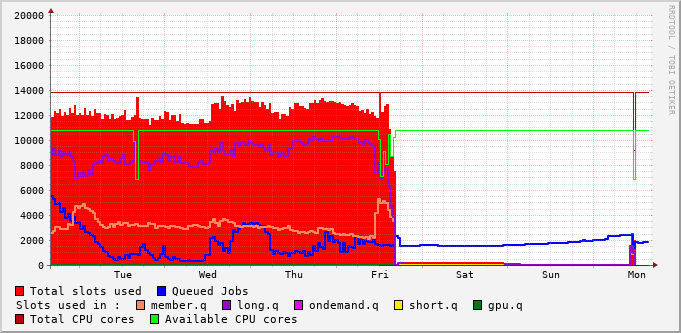 20000
18000
16000
14000
12000
10000
8000
6000
4000
2000
0
Tue Wed Thu Fri Sat Sun Mon
RRDTOOL / TOBI OETIKER
Total slots used Queued Jobs
Slots used in : member.q long.q ondemand.q short.q gpu.q
Total CPU cores Available CPU cores